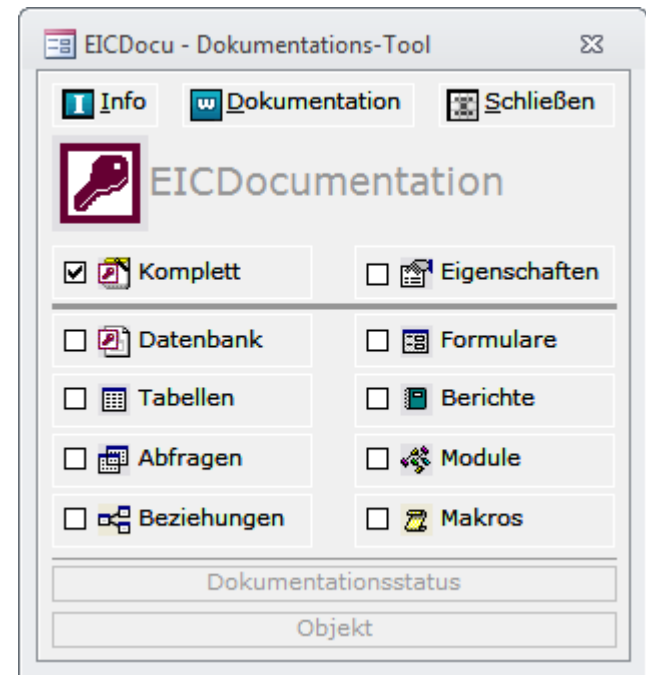 EICDocu - Dokumentations-Tool
Info Dokumentation Schließen
EICDocumentation
Komplett Eigenschaften
Datenbank Formulare
Tabellen Berichte
Abfragen Module
Beziehungen Makros
Dokumentationsstatus
Objekt